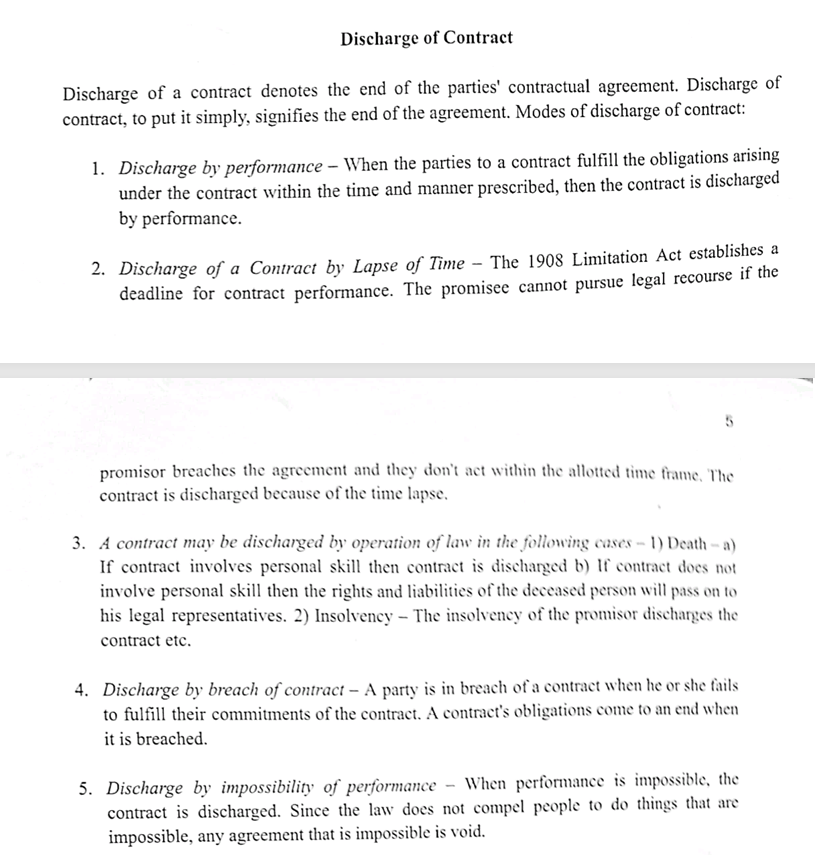 Discharge of Contract
Discharge of a contract denotes the end of the parties' contractual agreement. Discharge of
contract, to put it simply, signifies the end of the agreement. Modes of discharge of contract:
1. Discharge by performance – When the parties to a contract fulfill the obligations arising
under the contract within the time and manner prescribed, then the contract is discharged
by performance.
2. Discharge of a Contract by Lapse of Time – The 1908 Limitation Act establishes a
deadline for contract performance. The promisee cannot pursue legal recourse if the
5
promisor breaches the agreement and they don't act within the allotted time frame. The
contract is discharged because of the time lapse.
3. A contract may be discharged by operation of law in the following cases – 1) Death – a)
If contract involves personal skill then contract is discharged b) If contract does not
involve personal skill then the rights and liabilities of the deceased person will pass on to
his legal representatives. 2) Insolvency – The insolvency of the promisor discharges the
contract etc.
4. Discharge by breach of contract – A party is in breach of a contract when he or she fails
to fulfill their commitments of the contract. A contract's obligations come to an end when
it is breached.
5. Discharge by impossibility of performance – When performance is impossible, the
contract is discharged. Since the law does not compel people to do things that are
impossible, any agreement that is impossible is void.